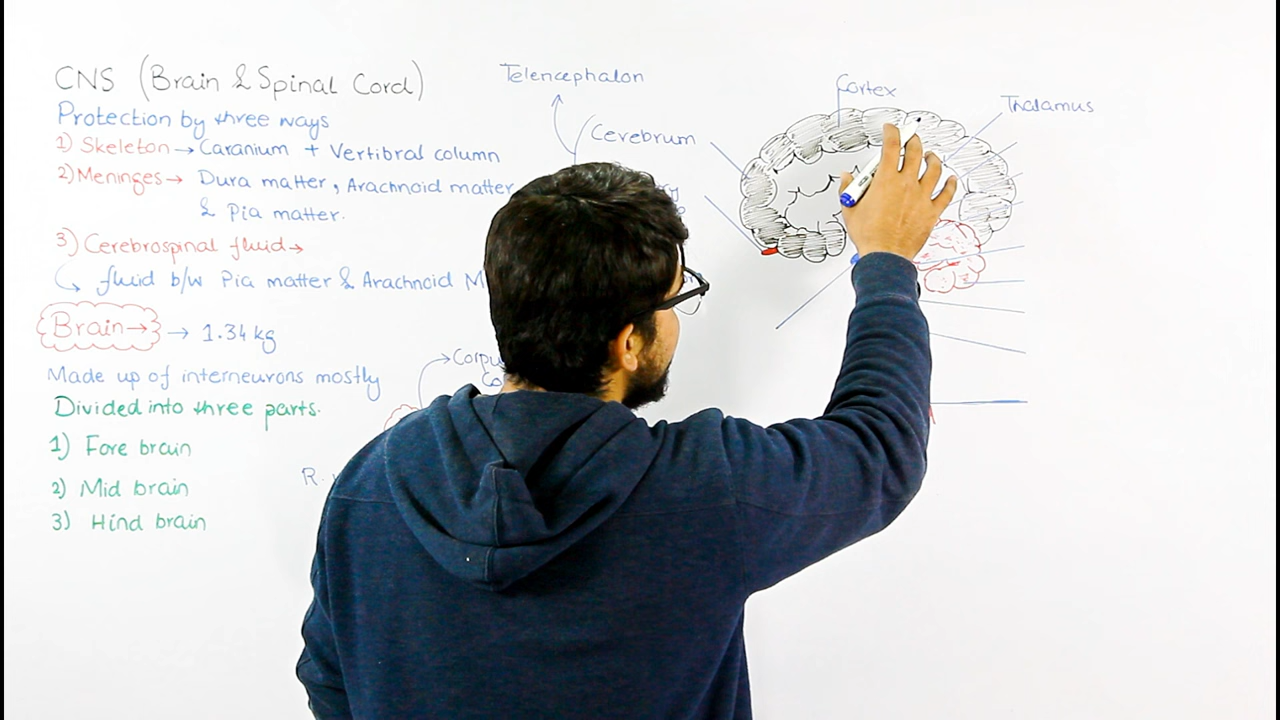 CNS (Brain & Spinal Cord)
Protection by three ways
1) Skeleton → Caranium + Vertibral column
2) Meninges → Dura matter, Arachnoid matter
& Pia matter.
3) Cerebrospinal fluid →
fluid b/w Pia matter & Arachnoid M
Brain → → 1.34 kg
Made up of interneurons mostly
Divided into three parts.
1) Fore brain
2) Mid brain
3) Hind brain
Telencephalon
Cerebrum
Cortex
Thalamus
R.